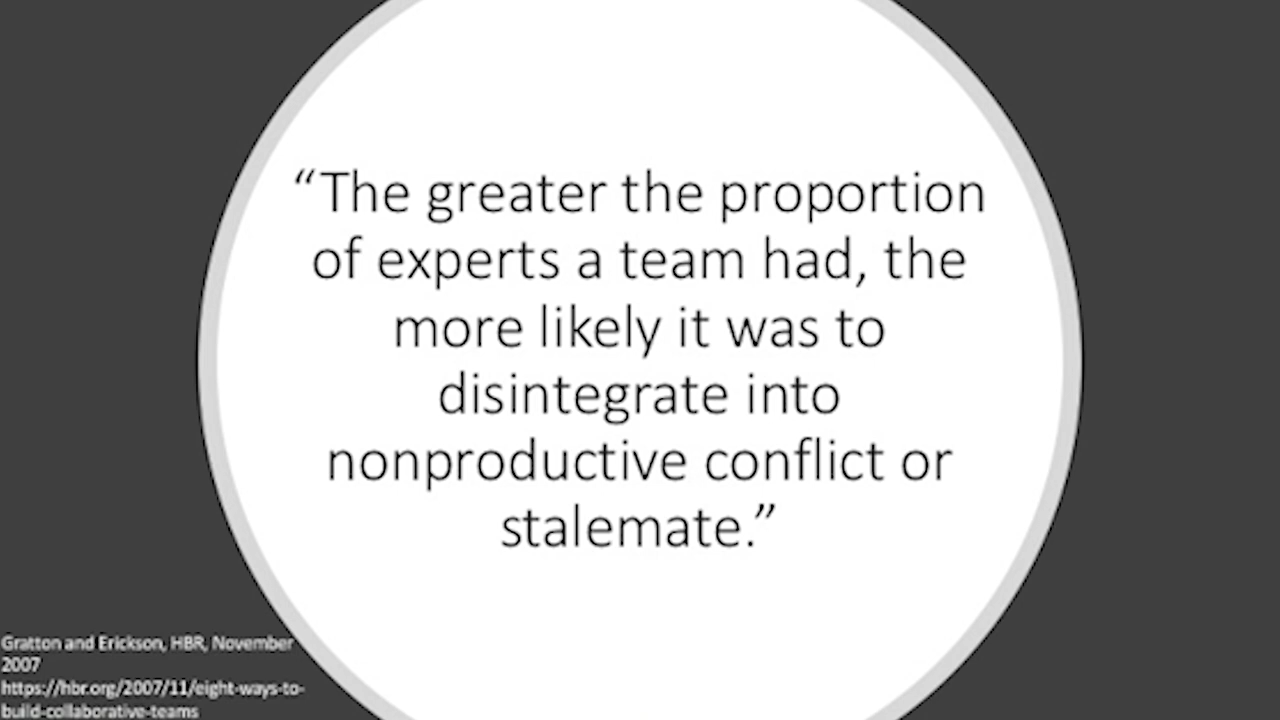 “The greater the proportion
of experts a team had, the
more likely it was to
disintegrate into
nonproductive conflict or
stalemate.”
Gratton and Erickson, HBR, November
2007
https://hbr.org/2007/11/eight-ways-to-
build-collaborative-teams